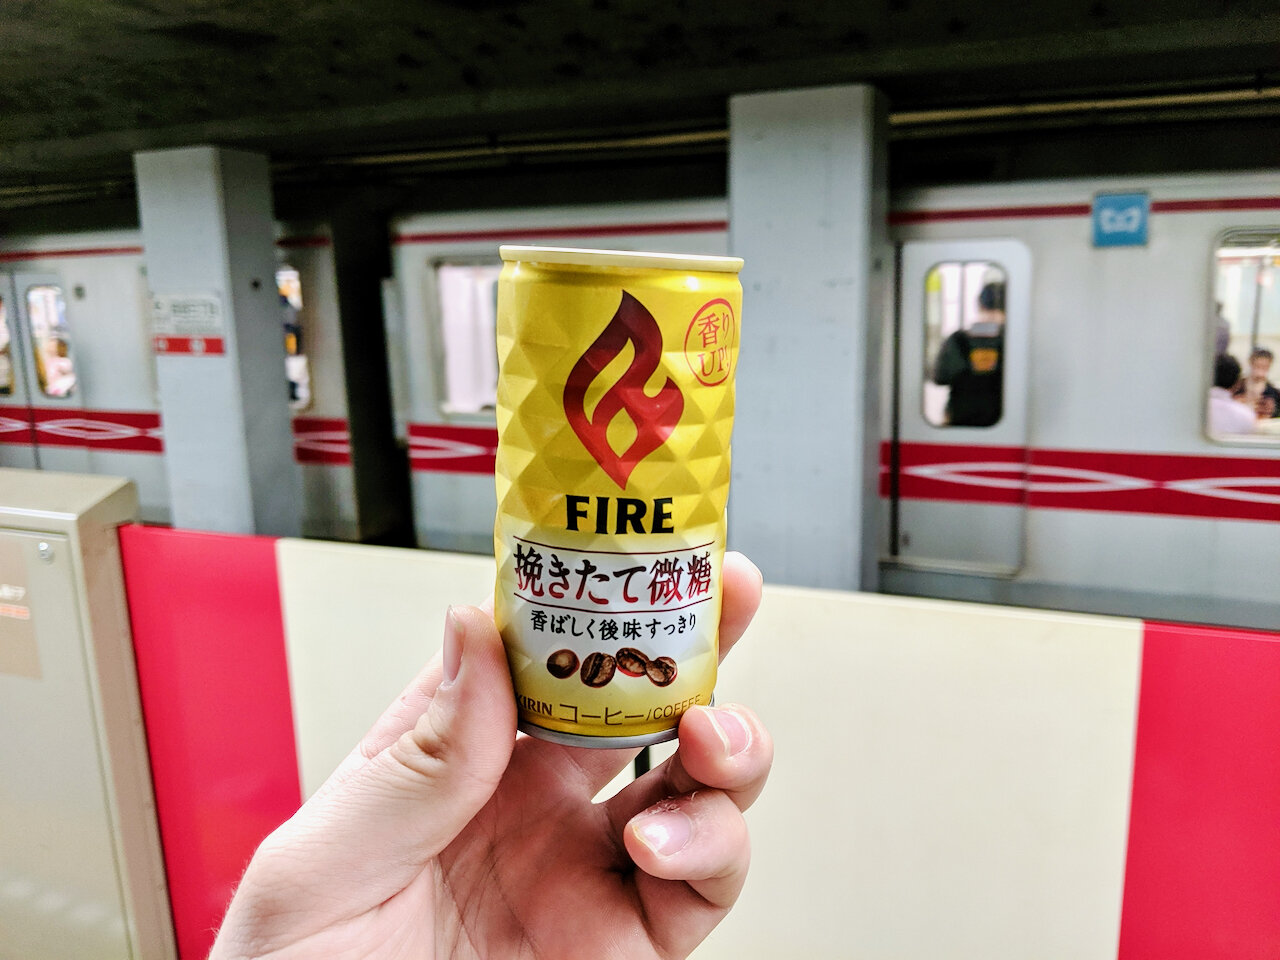 香り
UP!
FIRE
挽きたて微糖
香ばしく後味すっきり
KIRIN コーヒー/COFFEE